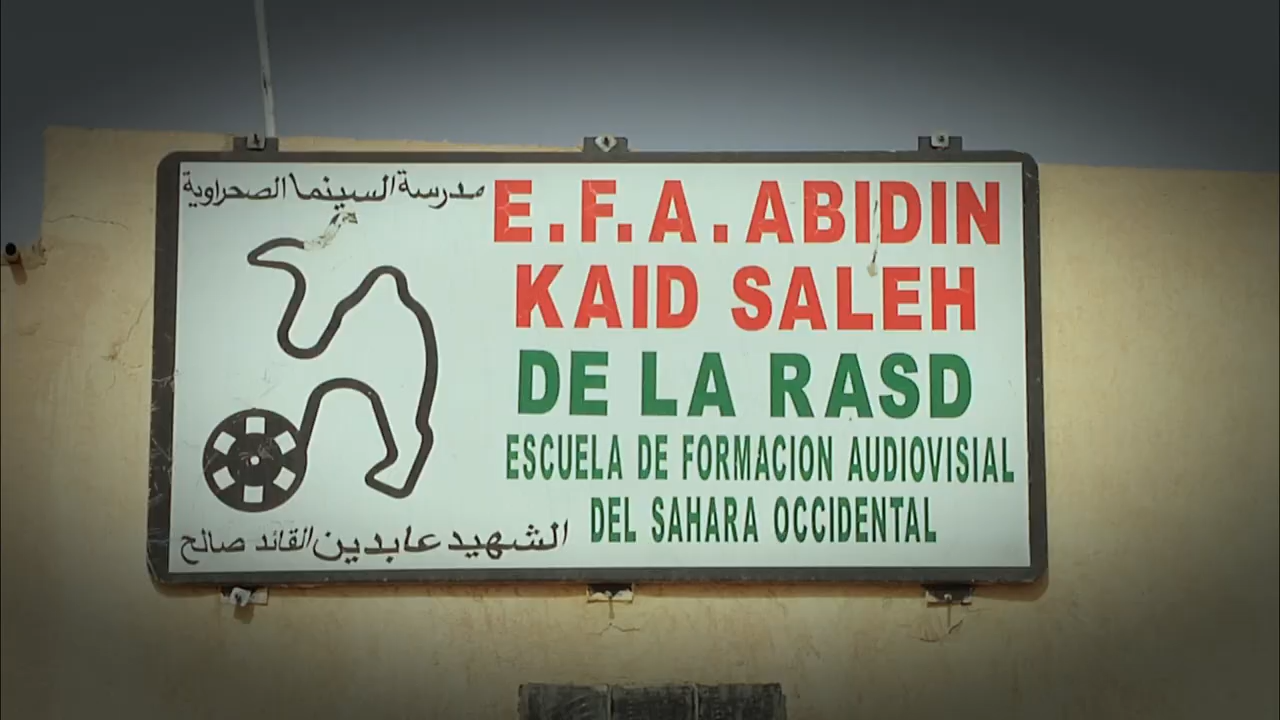 مدرسة السينما الصحراوية
E.F.A. ABIDIN
KAID SALEH
DE LA RASD
ESCUELA DE FORMACION AUDIOVISIAL
DEL SAHARA OCCIDENTAL
الشهيد عابدين القائد صالح